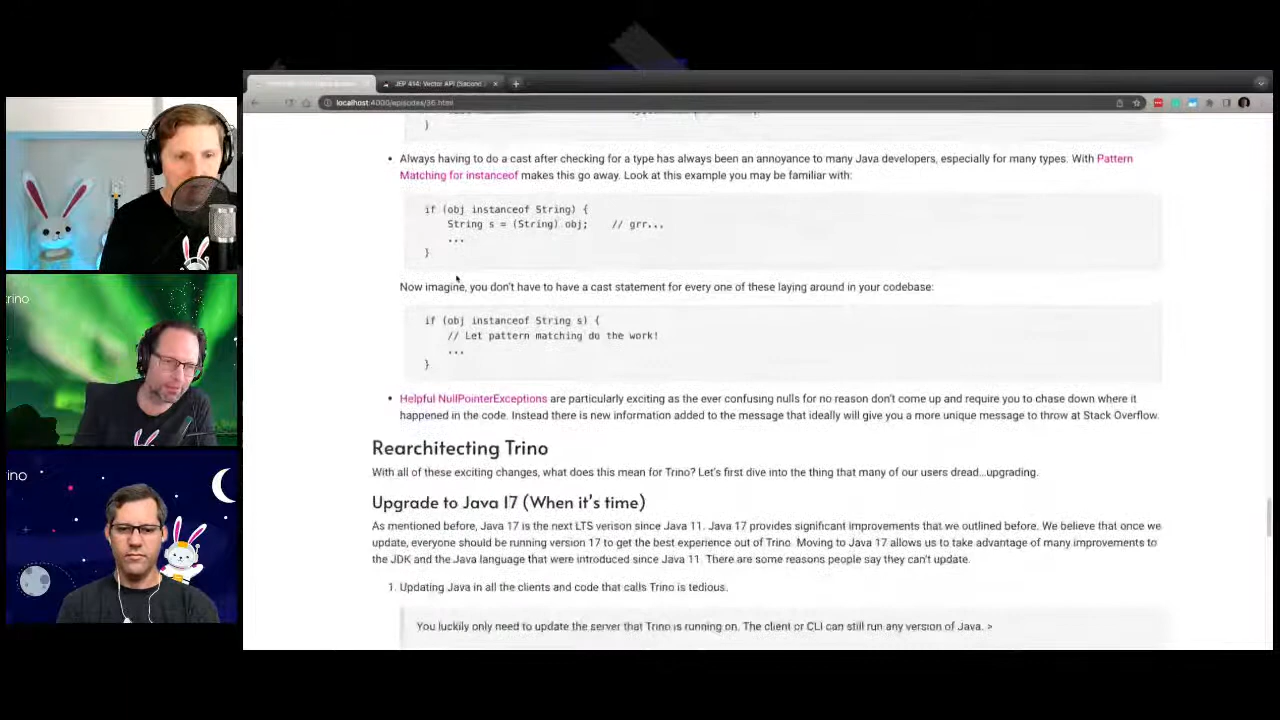 JEP 414: Vector API (Second
localhost:4000/episodes/36.html
}
• Always having to do a cast after checking for a type has always been an annoyance to many Java developers, especially for many types. With Pattern
Matching for instanceof makes this go away. Look at this example you may be familiar with:
if (obj instanceof String) {
String s = (String) obj;    // grr...
...
}
Now imagine, you don't have to have a cast statement for every one of these laying around in your codebase:
if (obj instanceof String s) {
// Let pattern matching do the work!
...
}
• Helpful NullPointerExceptions are particularly exciting as the ever confusing nulls for no reason don't come up and require you to chase down where it
happened in the code. Instead there is new information added to the message that ideally will give you a more unique message to throw at Stack Overflow.
Rearchitecting Trino
With all of these exciting changes, what does this mean for Trino? Let's first dive into the thing that many of our users dread...upgrading.
Upgrade to Java 17 (When it's time)
As mentioned before, Java 17 is the next LTS verison since Java 11. Java 17 provides significant improvements that we outlined before. We believe that once we
update, everyone should be running version 17 to get the best experience out of Trino. Moving to Java 17 allows us to take advantage of many improvements to
the JDK and the Java language that were introduced since Java 11. There are some reasons people say they can't update.
1. Updating Java in all the clients and code that calls Trino is tedious.
You luckily only need to update the server that Trino is running on. The client or CLI can still run any version of Java. >
rino
ino